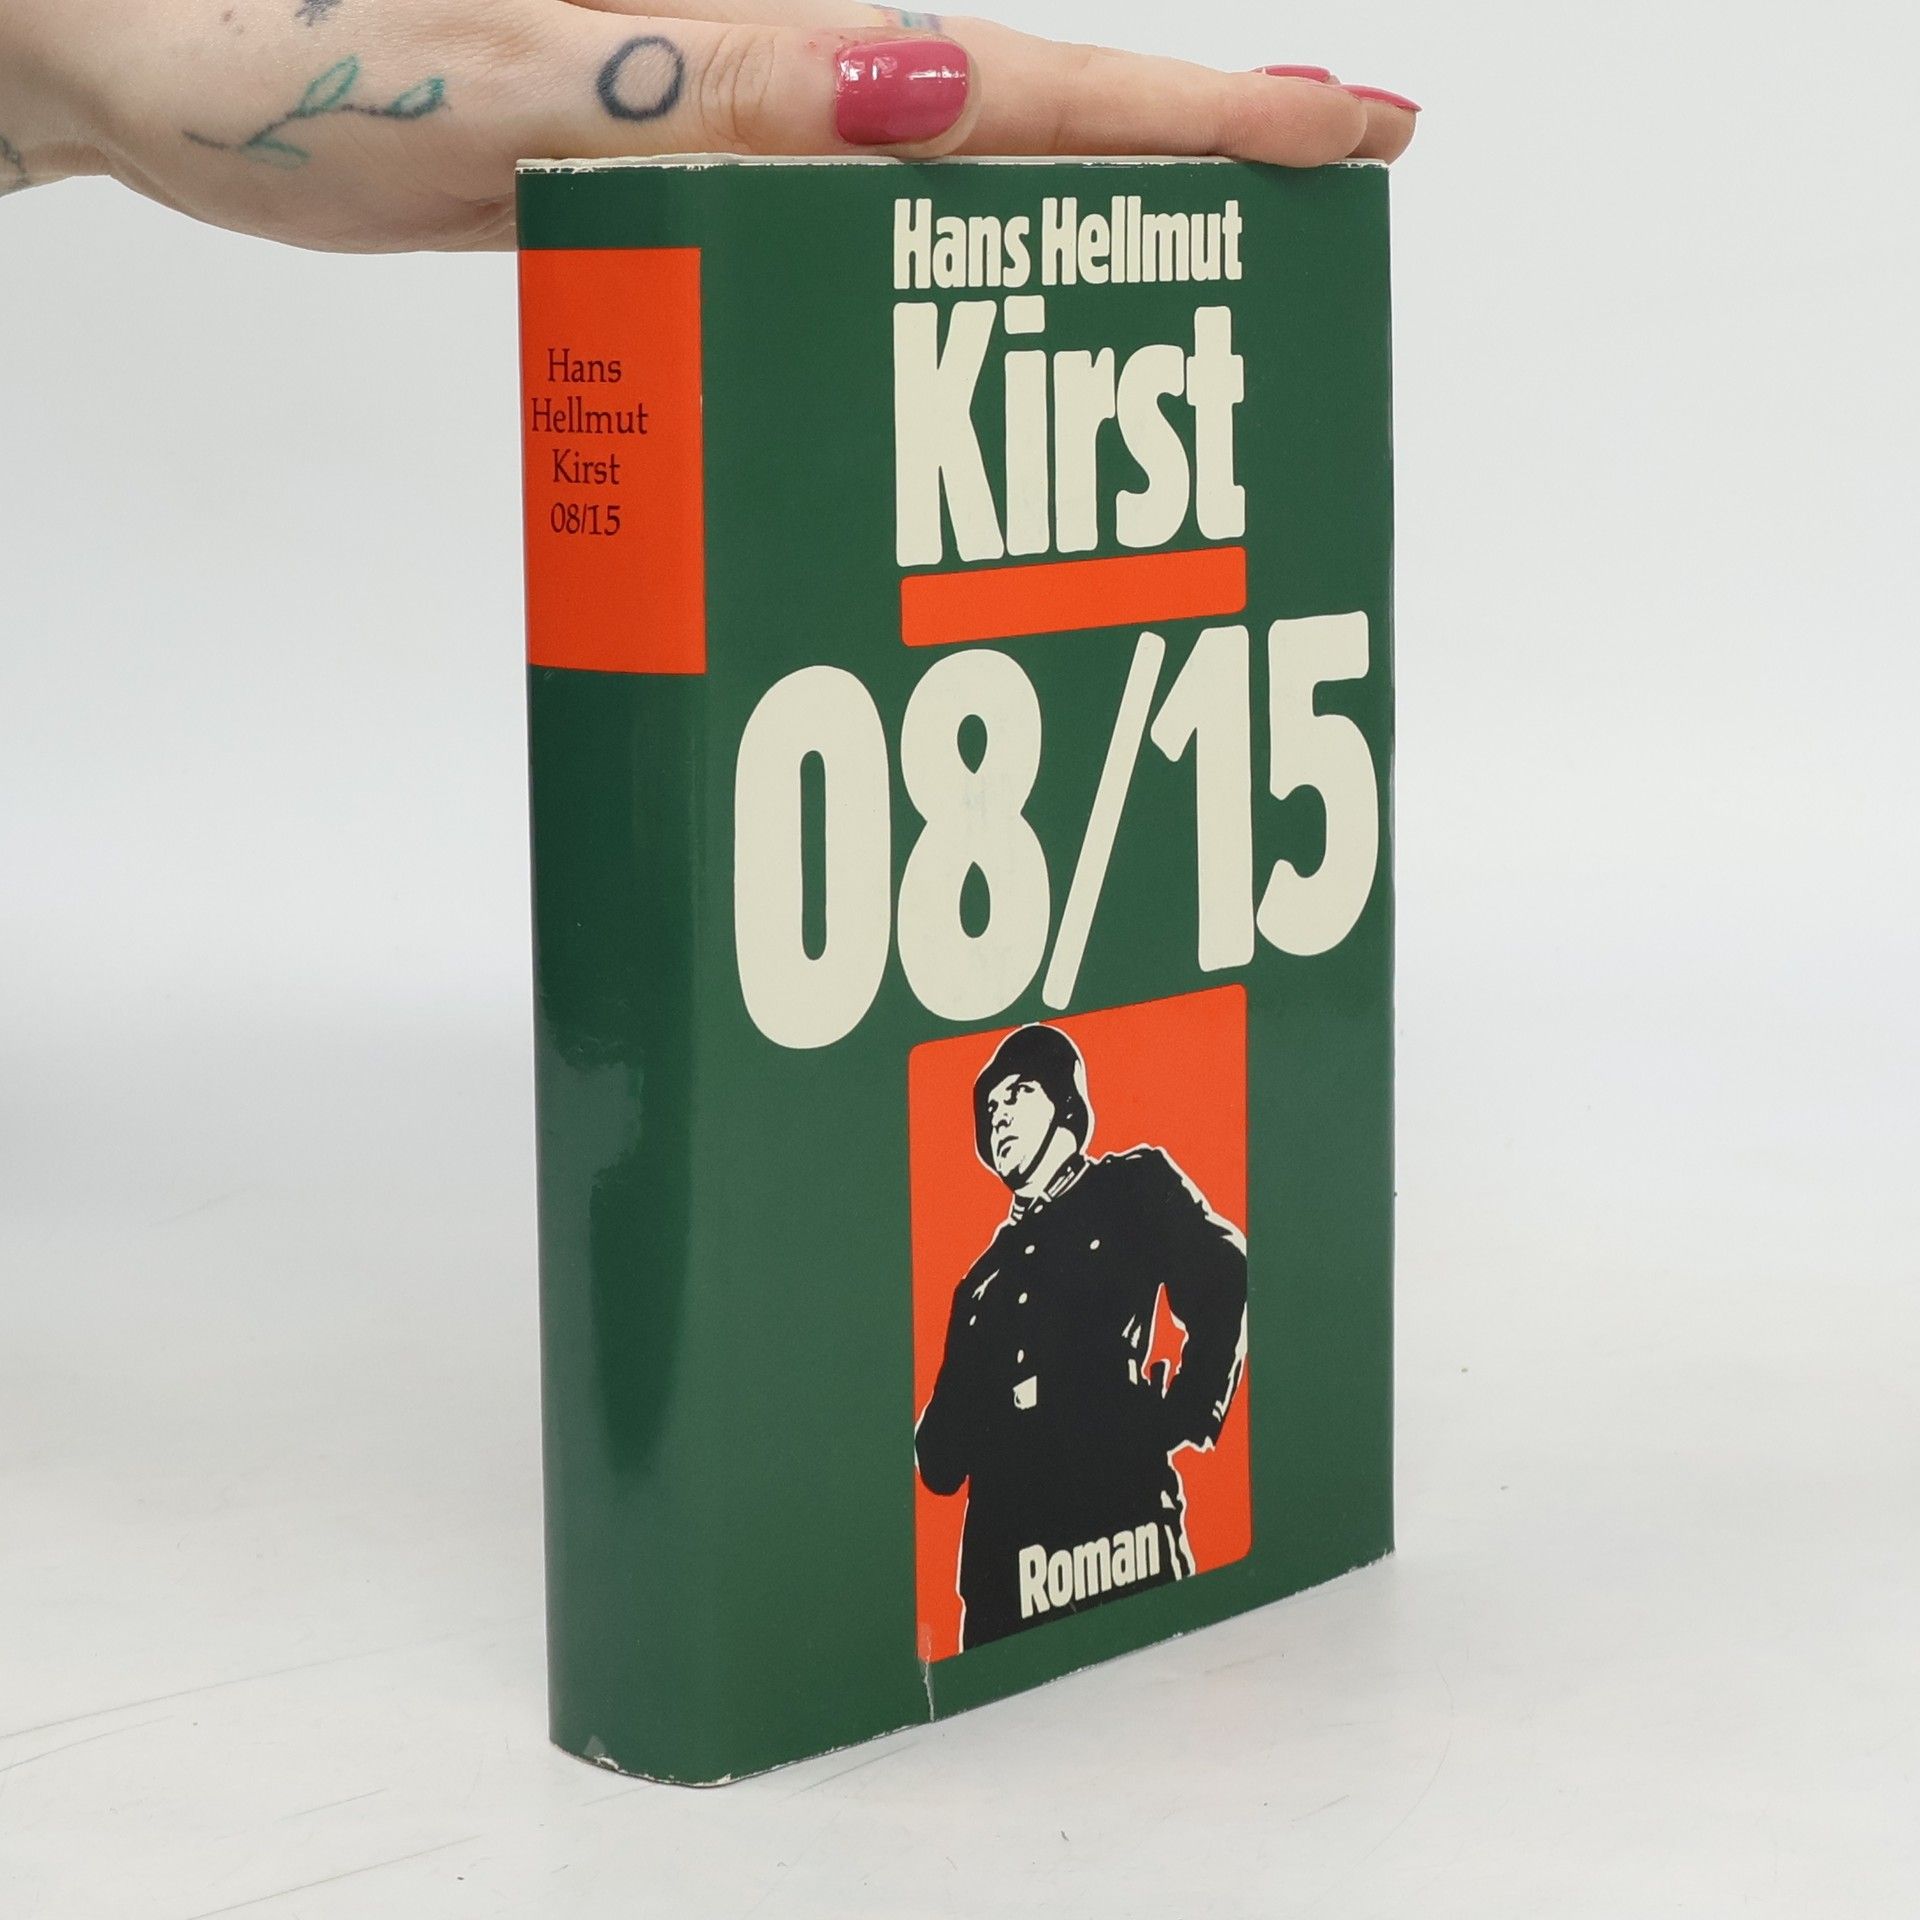 Hans
Hellmut
Kirst
08/15
Hans Hellmut
Kirst
08/15
Roman